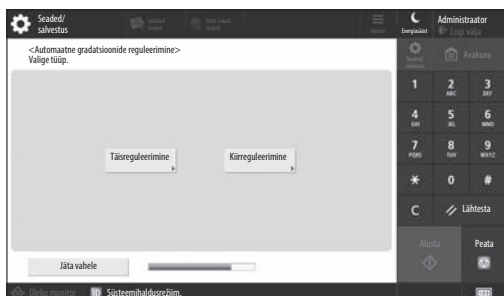 Seaded/
salvestus
Energiasääst
Administraator
Logi välja
<Automaatne gradatsioonide reguleerimine>
Valige tüüp.
Avakuva
Täisreguleerimine
Kiirreguleerimine
1
2
ABC
3
DEF
4
GHI
5
JKL
6
MNO
7
PQRS
8
TUV
9
WXYZ
0
#
C
Lähtesta
Alusta
Peata
Jäta vahele
Oleku monitor
Süsteemihaldusrežiim.